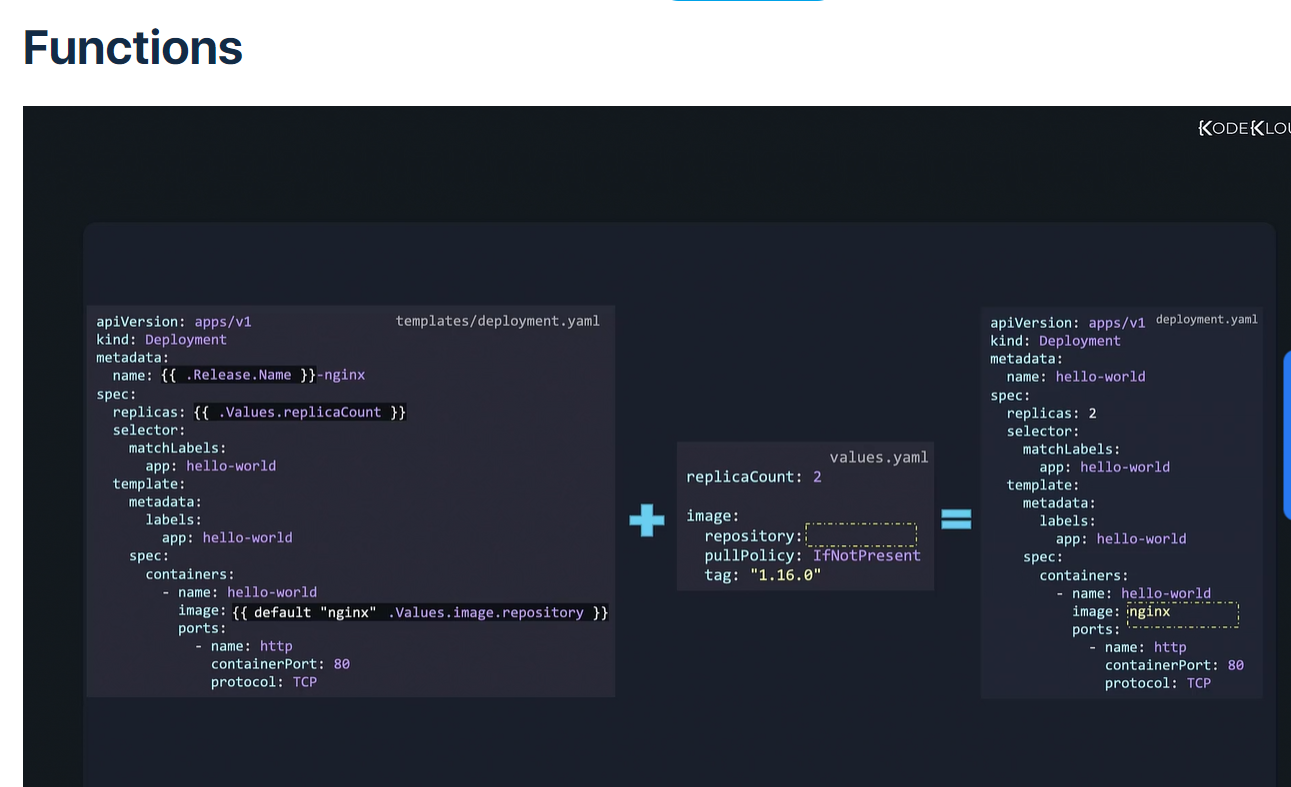 Functions
KODEKLOU
apiVersion: apps/v1 templates/deployment.yaml
kind: Deployment
metadata:
name: {{ .Release.Name }}-nginx
spec:
replicas: {{ .Values.replicaCount }}
selector:
matchLabels:
app: hello-world
template:
metadata:
labels:
app: hello-world
spec:
containers:
- name: hello-world
image: {{ default "nginx" .Values.image.repository }}
ports:
- name: http
containerPort: 80
protocol: TCP
values.yaml
replicaCount: 2
image:
repository:
pullPolicy: IfNotPresent
tag: "1.16.0"
apiVersion: apps/v1 deployment.yaml
kind: Deployment
metadata:
name: hello-world
spec:
replicas: 2
selector:
matchLabels:
app: hello-world
template:
metadata:
labels:
app: hello-world
spec:
containers:
- name: hello-world
image: nginx
ports:
- name: http
containerPort: 80
protocol: TCP